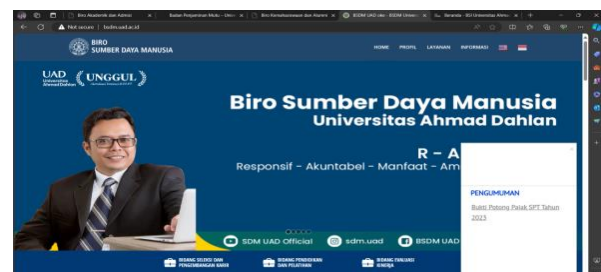 Biro Akademik dan Admisi
Badan Penjaminan Mutu - Univ
Biro Kemahasiswaan dan Alumni
BSDM UAD
Beranda - BSI Universitas Ahmad
Not secure | bsdm.uad.ac.id
BIRO
SUMBER DAYA MANUSIA
HOME PROFIL LAYANAN INFORMASI
UAD
Universitas
Ahmad Dahlan
UNGGUL
Biro Sumber Daya Manusia
Universitas Ahmad Dahlan
R - A
Responsif - Akuntabel - Manfaat - Am
PENGUMUMAN
Bukti Potong Pajak SPT Tahun
2023
SDM UAD Official sdm.uad BSDM UAD
BIDANG SELEKSI DAN
PENGEMBANGAN KARIR
BIDANG PENDIDIKAN
DAN PELATIHAN
BIDANG EVALUASI
KINERJA